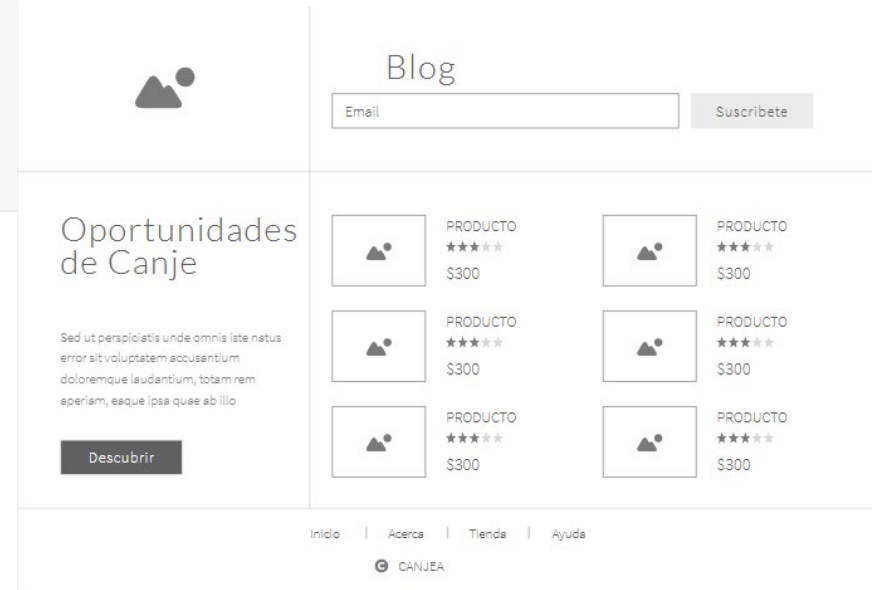 Blog
Email
Suscribete
Oportunidades
de Canje
Sed ut perspiciatis unde omnis iste natus
error sit voluptatem accusantium
doloremque laudantium, totam rem
aperiam, eaque ipsa quae ab illo
Descubrir
PRODUCTO
$300
PRODUCTO
$300
PRODUCTO
$300
PRODUCTO
$300
PRODUCTO
$300
PRODUCTO
$300
Inicio | Acerca | Tienda | Ayuda
© CANJEA